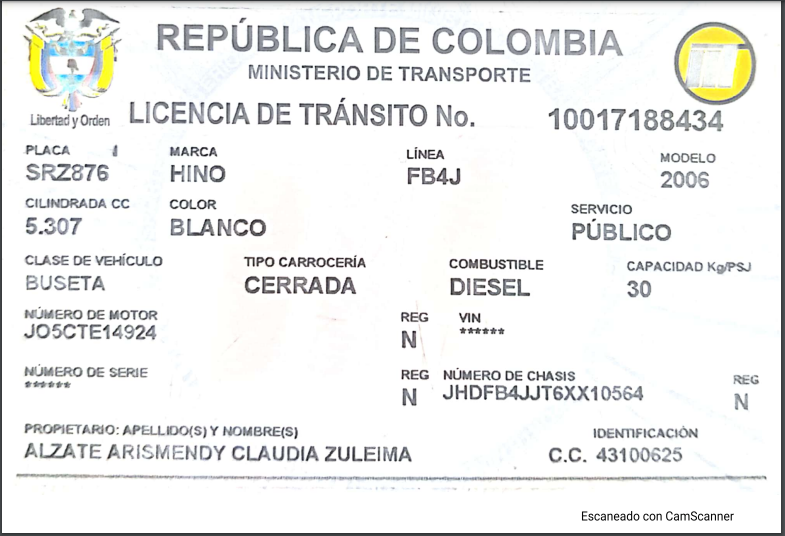 REPÚBLICA DE COLOMBIA
MINISTERIO DE TRANSPORTE
Libertad y Orden
LICENCIA DE TRÁNSITO No. 10017188434
PLACA MARCA LÍNEA MODELO
SRZ876 HINO FB4J 2006
CILINDRADA CC COLOR SERVICIO
5.307 BLANCO PÚBLICO
CLASE DE VEHÍCULO TIPO CARROCERÍA COMBUSTIBLE CAPACIDAD Kg/PSJ
BUSETA CERRADA DIESEL 30
NÚMERO DE MOTOR REG VIN
JO5CTE14924 N ******
NÚMERO DE SERIE REG NÚMERO DE CHASIS REG
****** N JHDFB4JJT6XX10564 N
PROPIETARIO: APELLIDO(S) Y NOMBRE(S) IDENTIFICACIÓN
ALZATE ARISMENDY CLAUDIA ZULEIMA C.C. 43100625
Escaneado con CamScanner